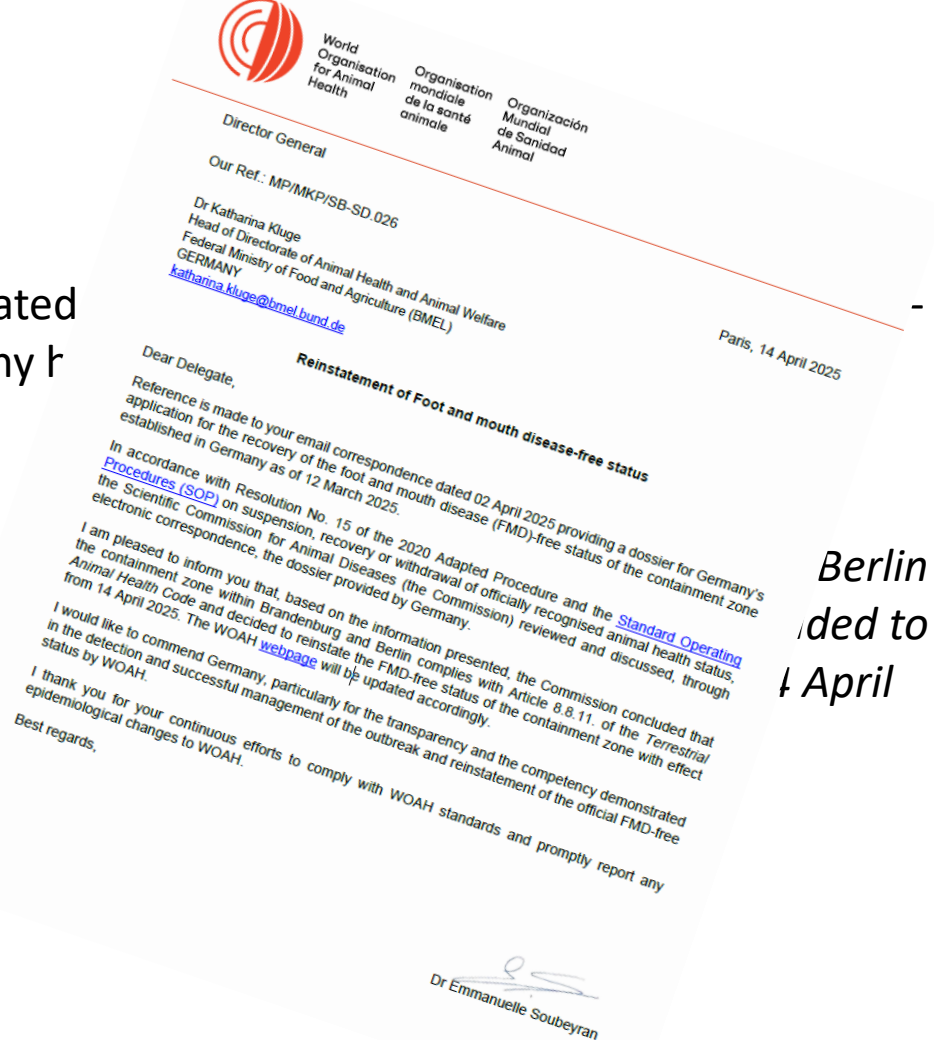 World
Organisation
for Animal
Health
Organisation
mondiale
de la santé
animale
Organización
Mundial
de Sanidad
Animal
Director General
Our Ref.: MP/MKP/SB-SD.026
Dr Katharina Kluge
Head of Directorate of Animal Health and Animal Welfare
Federal Ministry of Food and Agriculture (BMEL)
GERMANY
katharina.kluge@bmel.bund.de
Paris, 14 April 2025
Reinstatement of Foot and mouth disease-free status
Dear Delegate,
Reference is made to your email correspondence dated 02 April 2025 providing a dossier for Germany's
application for the recovery of the foot and mouth disease (FMD)-free status of the containment zone
established in Germany as of 12 March 2025.
In accordance with Resolution No. 15 of the 2020 Adapted Procedure and the Standard Operating
Procedures (SOP) on suspension, recovery or withdrawal of officially recognised animal health status,
the Scientific Commission for Animal Diseases (the Commission) reviewed and discussed, through
electronic correspondence, the dossier provided by Germany.
I am pleased to inform you that, based on the information presented, the Commission concluded that
the containment zone within Brandenburg and Berlin complies with Article 8.8.11. of the Terrestrial
Animal Health Code and decided to reinstate the FMD-free status of the containment zone with effect
from 14 April 2025. The WOAH webpage will be updated accordingly.
I would like to commend Germany, particularly for the transparency and the competency demonstrated
in the detection and successful management of the outbreak and reinstatement of the official FMD-free
status by WOAH.
I thank you for your continuous efforts to comply with WOAH standards and promptly report any
epidemiological changes to WOAH.
Best regards,
Dr Emmanuelle Soubeyran
ated -
ny h
Berlin
ded to
April